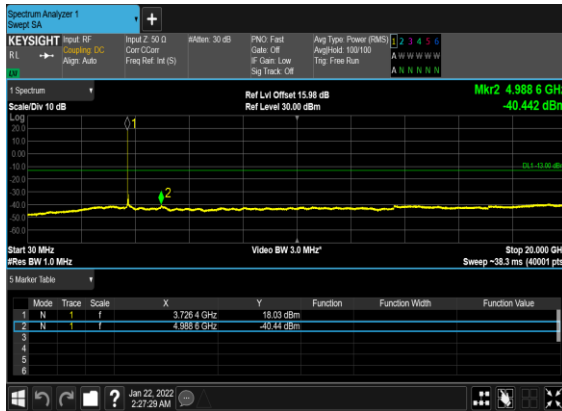 Spectrum Analyzer 1
Swept SA
+
KEYSIGHT Input: RF Input Z: 50 Ω #Atten: 30 dB PNO: Fast Avg Type: Power (RMS) 1 2 3 4 5 6
RL Coupling: DC Corr CCorr Gate: Off Avg|Hold: 100/100 A W W W W W
Align: Auto Freq Ref: Int (S) IF Gain: Low Trig: Free Run
Sig Track: Off A N N N N N
1 Spectrum Ref Lvl Offset 15.98 dB Mkr2 4.988 6 GHz
Scale/Div 10 dB Ref Level 30.00 dBm -40.442 dBm
Log
20.0
10.0
0.00
-10.0
-20.0
-30.0
-40.0
-50.0
-60.0
1
2
DL1 -13.00 dBm
Start 30 MHz Video BW 3.0 MHz* Stop 20.000 GHz
#Res BW 1.0 MHz Sweep ~38.3 ms (40001 pts)
5 Marker Table
Mode Trace Scale X Y Function Function Width Function Value
1 N 1 f 3.726 4 GHz 18.03 dBm
2 N 1 f 4.988 6 GHz -40.44 dBm
3
4
5
6
? Jan 22, 2022
2:27:29 AM